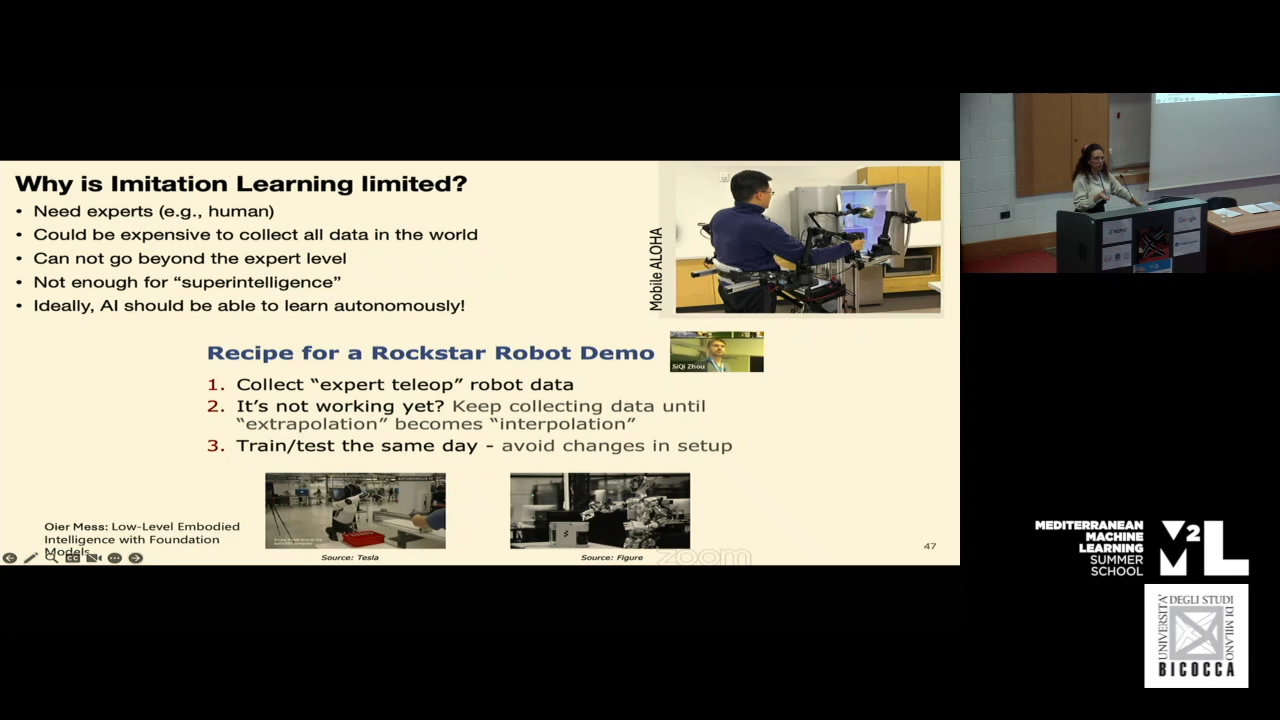 Why is Imitation Learning limited?
• Need experts (e.g., human)
• Could be expensive to collect all data in the world
• Can not go beyond the expert level
• Not enough for “superintelligence”
• Ideally, AI should be able to learn autonomously!
Mobile ALOHA
Recipe for a Rockstar Robot Demo
SiQi Zhou
1. Collect “expert teleop” robot data
2. It’s not working yet? Keep collecting data until
“extrapolation” becomes “interpolation”
3. Train/test the same day - avoid changes in setup
Oier Mess: Low-Level Embodied
Intelligence with Foundation
Models
Source: Tesla
Source: Figure
47
zoom
Google
MEDITERRANEAN
MACHINE
LEARNING
SUMMER
SCHOOL
M2L
UNIVERSITÀ
DEGLI STUDI
DI MILANO
BICOCCA